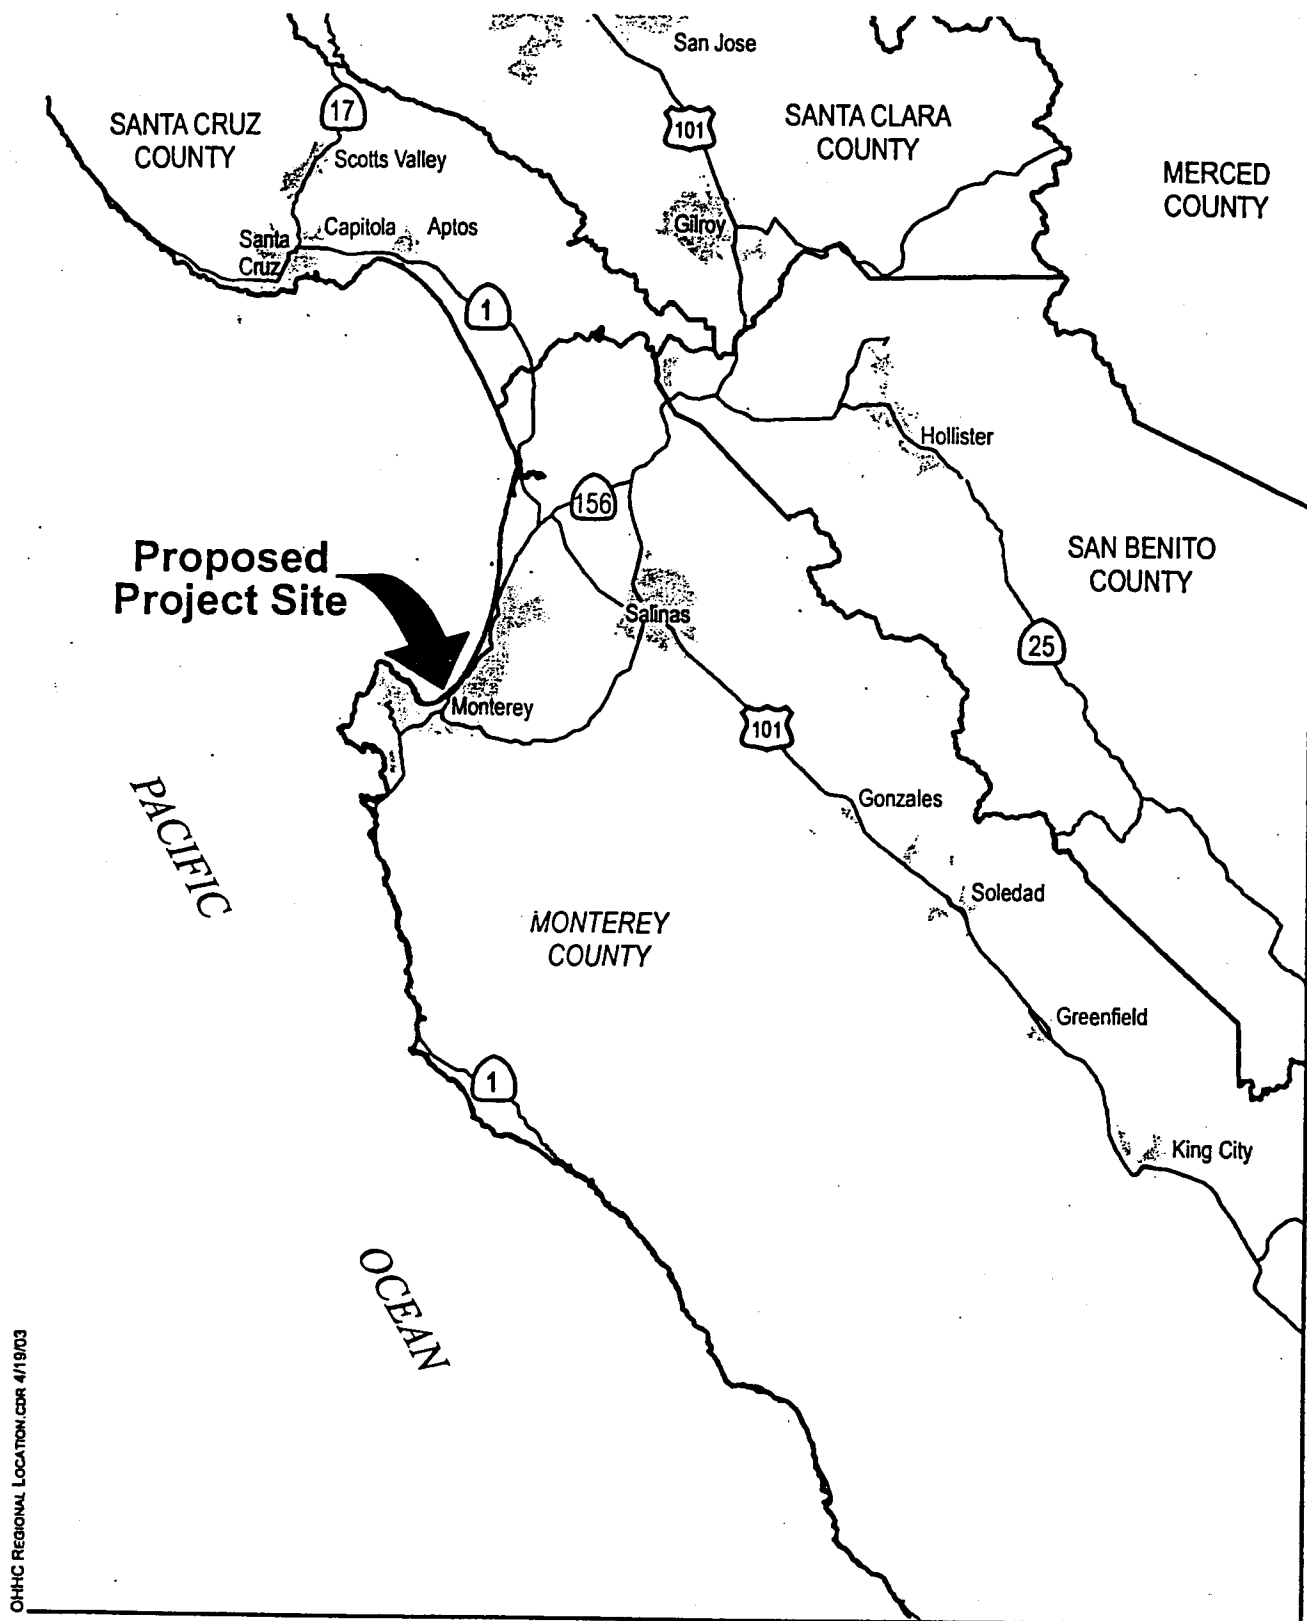 San Jose
17
101
SANTA CRUZ
COUNTY
SANTA CLARA
COUNTY
Scotts Valley
MERCED
COUNTY
Capitola
Aptos
Gilroy
Santa
Cruz
1
Hollister
156
Proposed
Project Site
SAN BENITO
COUNTY
Salinas
25
Monterey
101
PACIFIC
Gonzales
Soledad
MONTEREY
COUNTY
Greenfield
1
King City
OCEAN
OHHC REGIONAL LOCATION.CDR 4/19/03